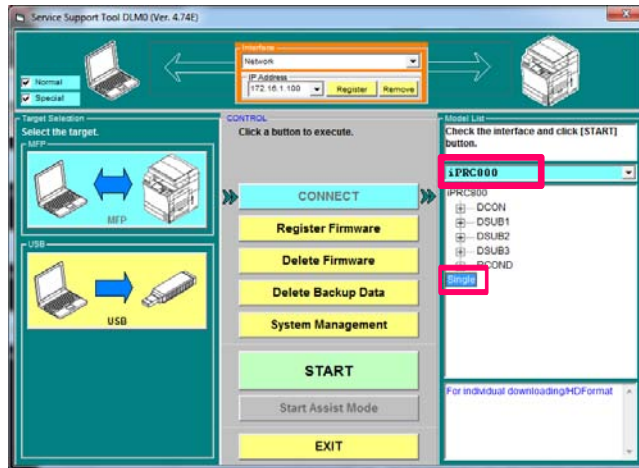 Service Support Tool DLM0 (Ver. 4.74E)
Normal
Special
Interface
Network
IP Address
172.16.1.100
Register
Remove
Target Selection
Select the target.
MFP
MFP
USB
USB
CONTROL
Click a button to execute.
CONNECT
Register Firmware
Delete Firmware
Delete Backup Data
System Management
START
Start Assist Mode
EXIT
Model List
Check the interface and click [START]
button.
iPRC800
iPRC800
DCON
DSUB1
DSUB2
DSUB3
RCOND
Single
For individual downloading/HDFormat